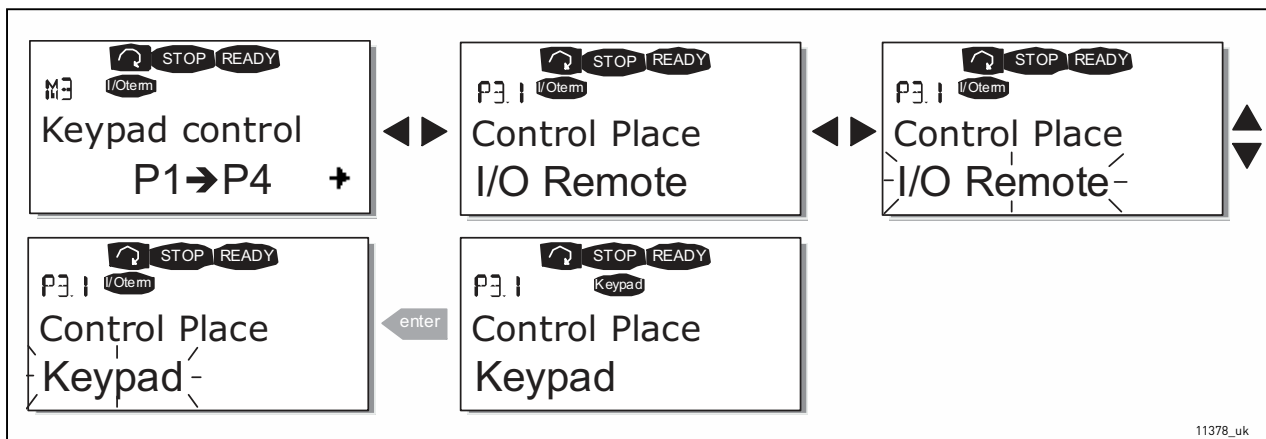 STOP READY
M3 I/Oterm
Keypad control
P1➔P4
STOP READY
P3.1 I/Oterm
Control Place
I/O Remote
STOP READY
P3.1 I/Oterm
Control Place
I/O Remote
STOP READY
P3.1 I/Oterm
Control Place
Keypad
enter
STOP READY
P3.1 Keypad
Control Place
Keypad
11378_uk